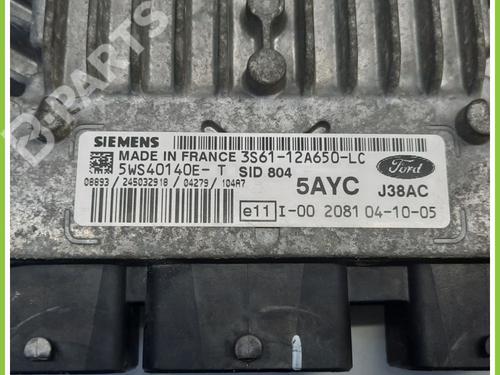 B-PARTS
SIEMENS
MADE IN FRANCE 3S61-12A650-LC
5WS40140E- T SID 804
08893 / 245032918 / 04279 / 104A7
5AYC J38AC
Ford
e11 I-00 2081 04-10-05